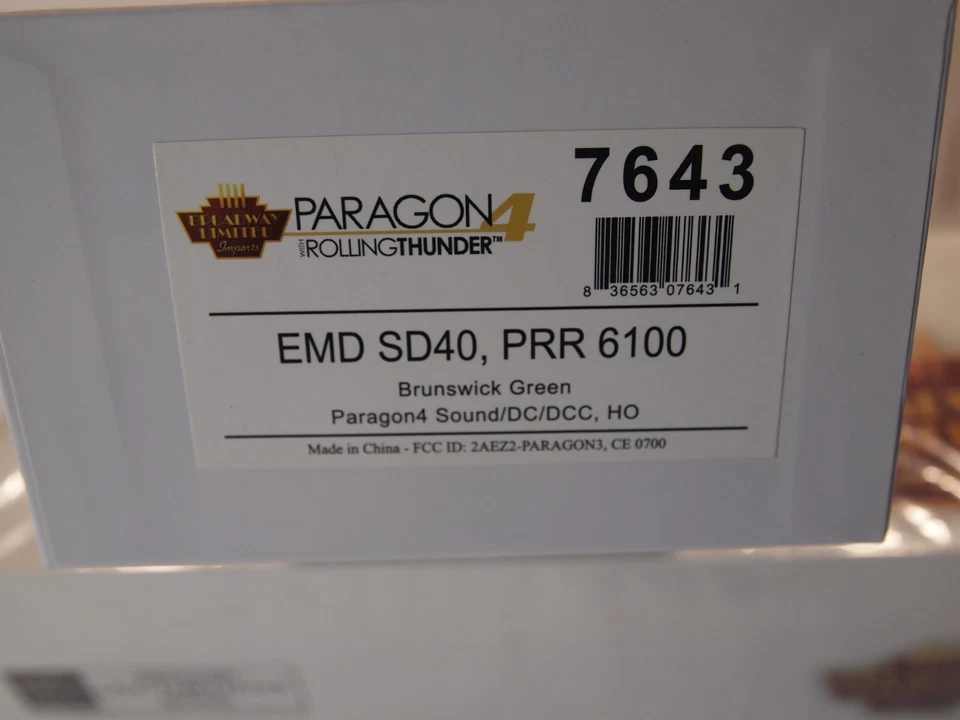 BROADWAY
LIMITED
Imports
PARAGON4
WITH ROLLINGTHUNDER™
7643
8 36563 07643 1
EMD SD40, PRR 6100
Brunswick Green
Paragon4 Sound/DC/DCC, HO
Made in China - FCC ID: 2AEZ2-PARAGON3, CE 0700